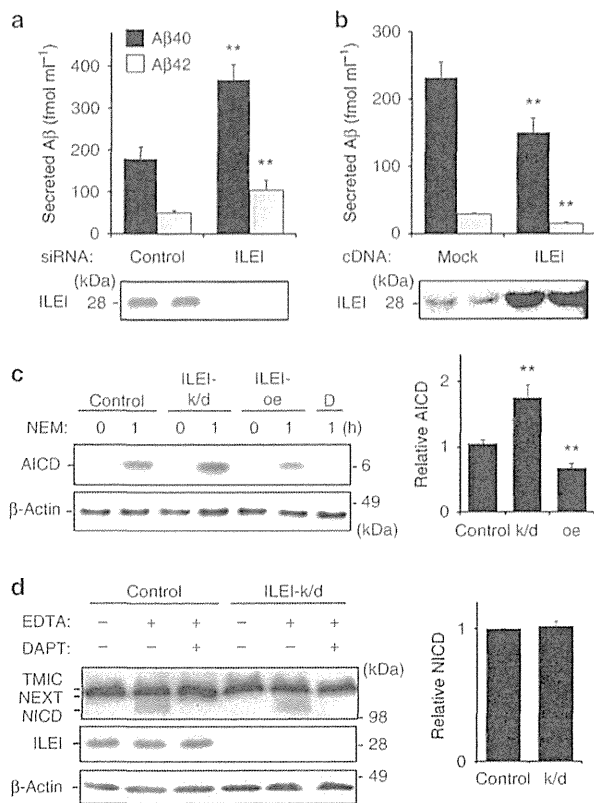 a
Secreted Aβ (fmol ml⁻¹)
400
300
200
100
0
Aβ40
Aβ42
**
**
siRNA: Control ILEI
(kDa)
ILEI 28
b
Secreted Aβ (fmol ml⁻¹)
300
200
100
0
**
**
cDNA: Mock ILEI
(kDa)
ILEI 28
c
Control ILEI-k/d ILEI-oe D
NEM: 0 1 0 1 0 1 1 (h)
AICD 6
β-Actin 49
(kDa)
Relative AICD
2
1
0
**
**
Control k/d oe
d
Control ILEI-k/d
EDTA: – + + – + +
DAPT: – – + – – +
(kDa)
TMIC
NEXT
NICD
98
ILEI 28
β-Actin 49
Relative NICD
1
0
Control k/d